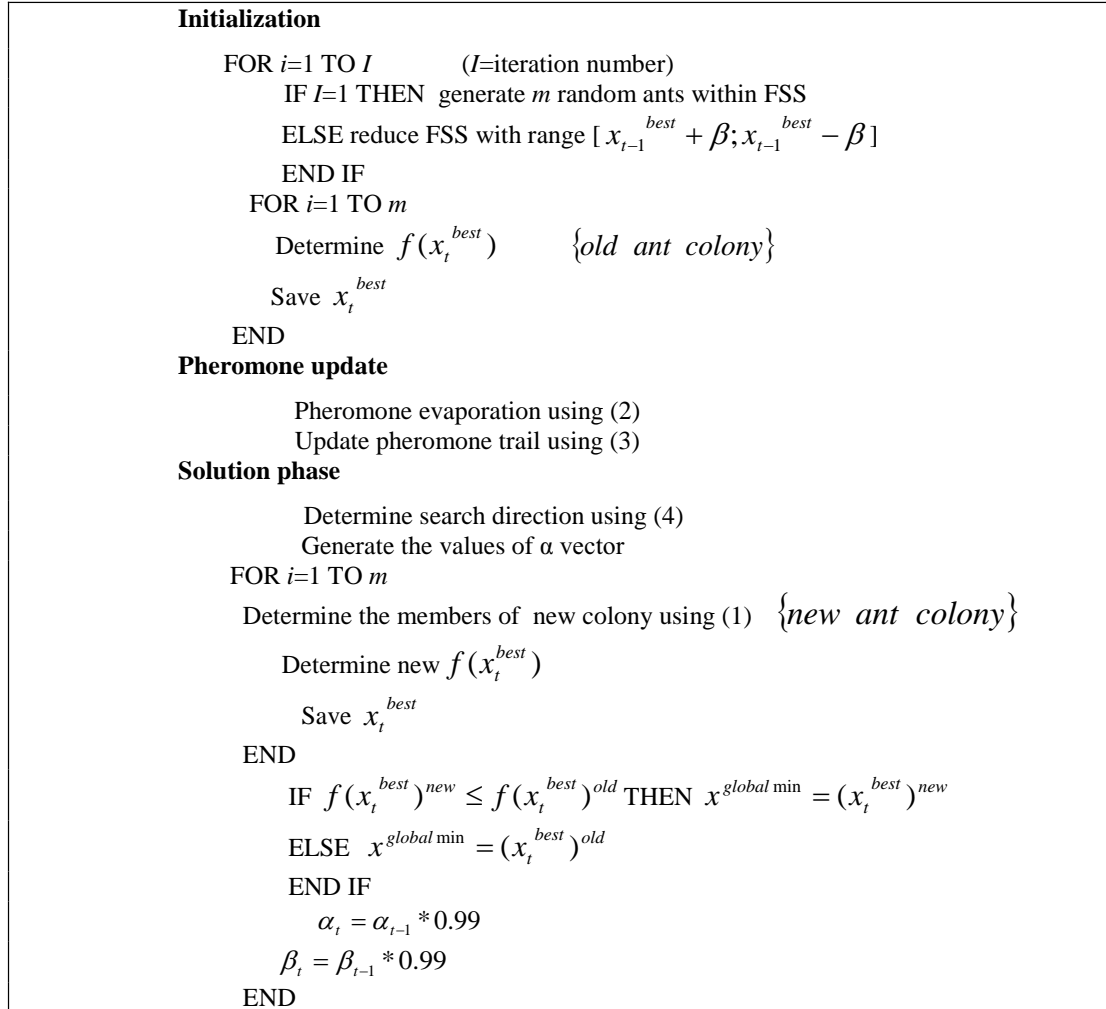 Initialization
FOR i=1 TO I (I=iteration number)
IF I=1 THEN generate m random ants within FSS
ELSE reduce FSS with range [ x_{t-1}^{best} + β; x_{t-1}^{best} − β ]
END IF
FOR i=1 TO m
Determine f(x_t^{best}) {old ant colony}
Save x_t^{best}
END
Pheromone update
Pheromone evaporation using (2)
Update pheromone trail using (3)
Solution phase
Determine search direction using (4)
Generate the values of α vector
FOR i=1 TO m
Determine the members of new colony using (1) {new ant colony}
Determine new f(x_t^{best})
Save x_t^{best}
END
IF f(x_t^{best})^{new} ≤ f(x_t^{best})^{old} THEN x^{global min} = (x_t^{best})^{new}
ELSE x^{global min} = (x_t^{best})^{old}
END IF
α_t = α_{t-1} * 0.99
β_t = β_{t-1} * 0.99
END